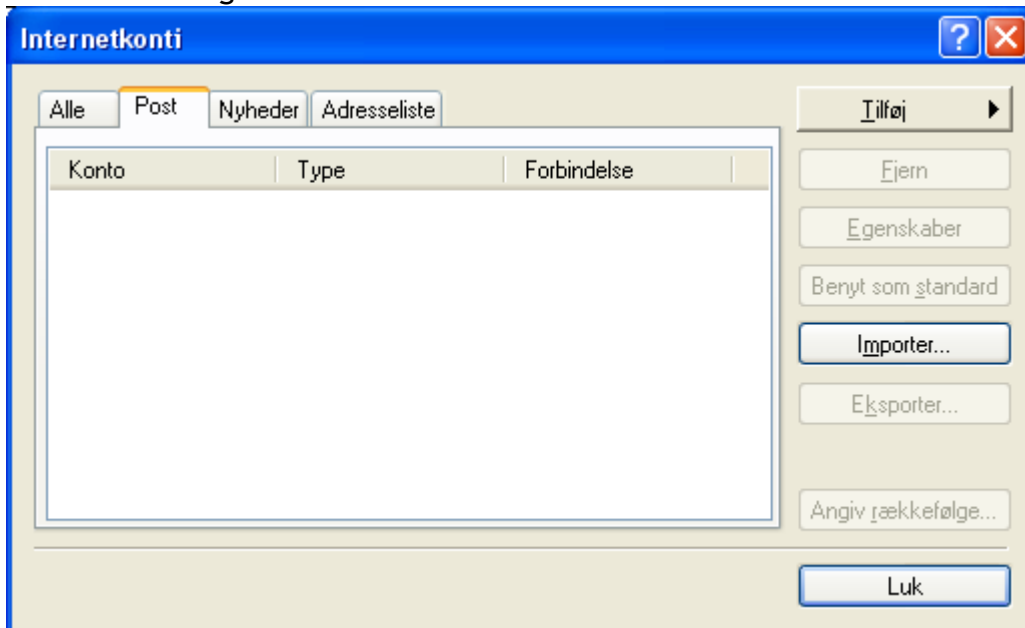 Internetkonti
Alle Post Nyheder Adresseliste
Konto Type Forbindelse
Tilføj
Fjern
Egenskaber
Benyt som standard
Importer...
Eksporter...
Angiv rækkefølge...
Luk